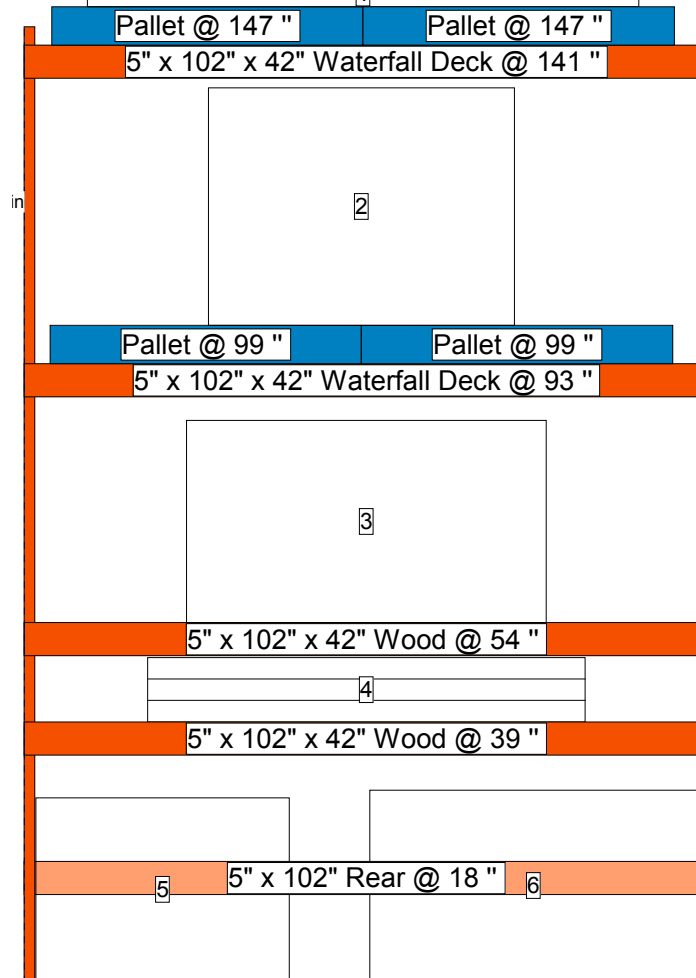 Pallet @ 147 " Pallet @ 147 "
5" x 102" x 42" Waterfall Deck @ 141 "
in
2
Pallet @ 99 " Pallet @ 99 "
5" x 102" x 42" Waterfall Deck @ 93 "
3
5" x 102" x 42" Wood @ 54 "
4
5" x 102" x 42" Wood @ 39 "
5" x 102" Rear @ 18 "
5 6